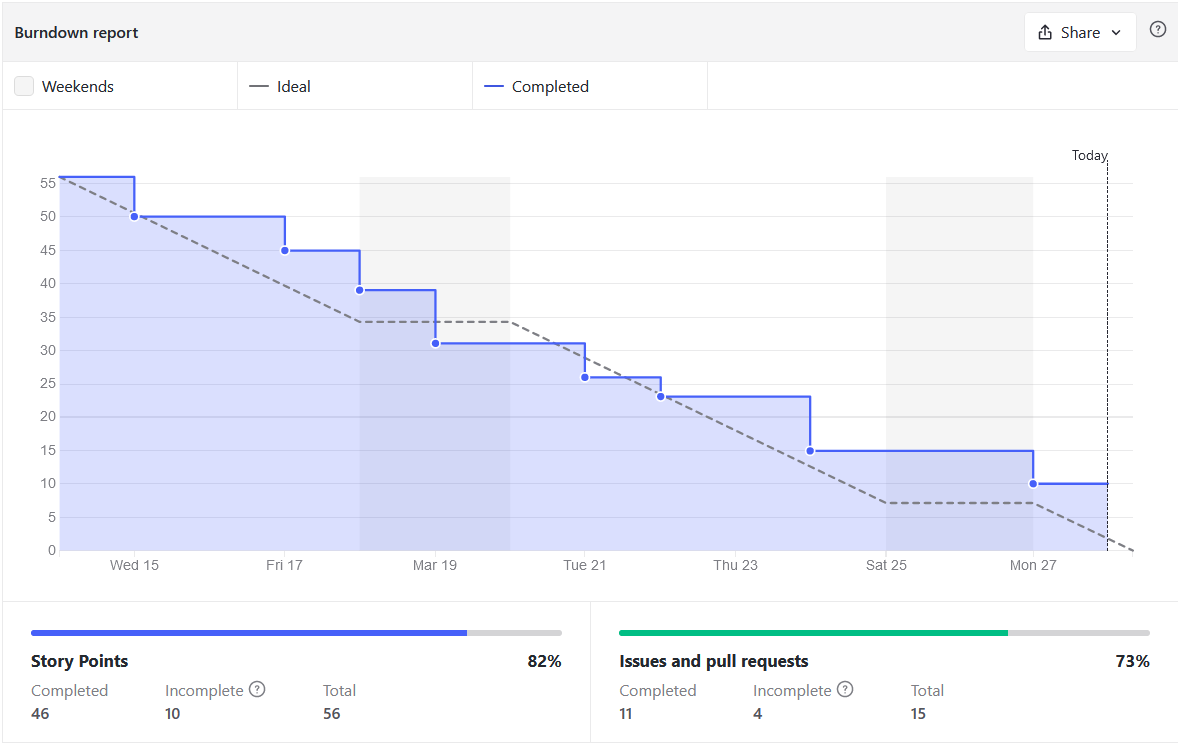 Burndown report
Share
Weekends
Ideal
Completed
Today
55
50
45
40
35
30
25
20
15
10
5
0
Wed 15 Fri 17 Mar 19 Tue 21 Thu 23 Sat 25 Mon 27
Story Points 82%
Completed Incomplete ? Total
46 10 56
Issues and pull requests 73%
Completed Incomplete ? Total
11 4 15